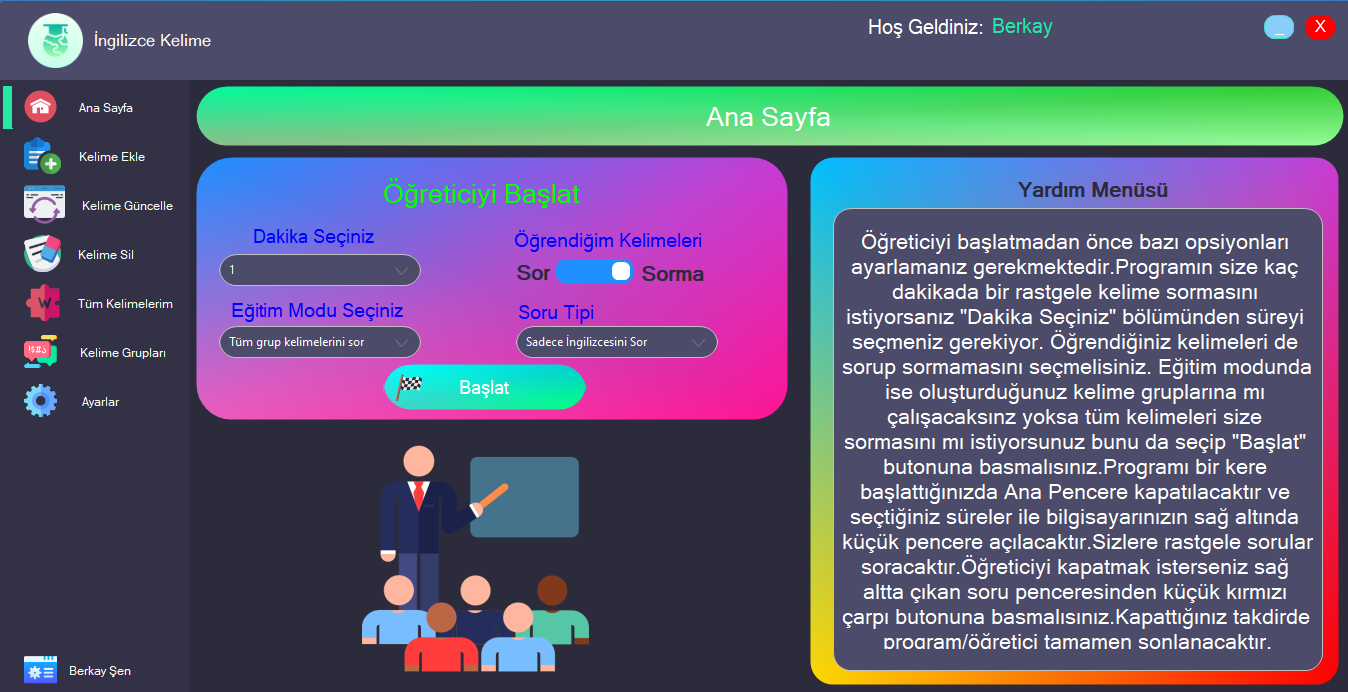 İngilizce Kelime
Hoş Geldiniz: Berkay
_
X
Ana Sayfa
Kelime Ekle
Kelime Güncelle
Kelime Sil
Tüm Kelimelerim
Kelime Grupları
Ayarlar
Berkay Şen
Ana Sayfa
Öğreticiyi Başlat
Dakika Seçiniz
1
Eğitim Modu Seçiniz
Tüm grup kelimelerini sor
Öğrendiğim Kelimeleri
Sor Sorma
Soru Tipi
Sadece İngilizcesini Sor
Başlat
W
!$#$
Yardım Menüsü
Öğreticiyi başlatmadan önce bazı opsiyonları
ayarlamanız gerekmektedir.Programın size kaç
dakikada bir rastgele kelime sormasını
istiyorsanız "Dakika Seçiniz" bölümünden süreyi
seçmeniz gerekiyor. Öğrendiğiniz kelimeleri de
sorup sormamasını seçmelisiniz. Eğitim modunda
ise oluşturduğunuz kelime gruplarına mı
çalışacaksınz yoksa tüm kelimeleri size
sormasını mı istiyorsunuz bunu da seçip "Başlat"
butonuna basmalısınız.Programı bir kere
başlattığınızda Ana Pencere kapatılacaktır ve
seçtiğiniz süreler ile bilgisayarınızın sağ altında
küçük pencere açılacaktır.Sizlere rastgele sorular
soracaktır.Öğreticiyi kapatmak isterseniz sağ
altta çıkan soru penceresinden küçük kırmızı
çarpı butonuna basmalısınız.Kapattığınız takdirde
program/öğretici tamamen sonlanacaktır.